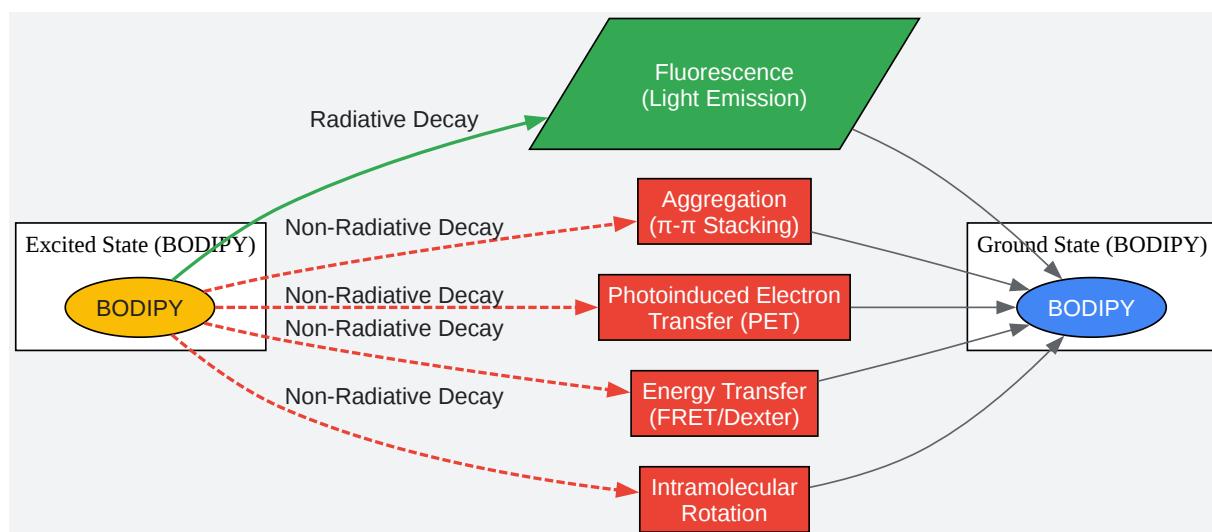 Fluorescence
(Light Emission)
Radiative Decay
Aggregation
(π-π Stacking)
Non-Radiative Decay
Excited State (BODIPY)
Ground State (BODIPY)
BODIPY
Non-Radiative Decay
Photoinduced Electron
Transfer (PET)
BODIPY
Non-Radiative Decay
Energy Transfer
(FRET/Dexter)
Non-Radiative Decay
Intramolecular
Rotation